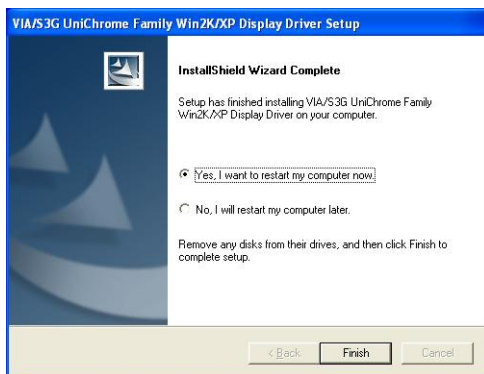 VIA/S3G UniChrome Family Win2K/XP Display Driver Setup
InstallShield Wizard Complete
Setup has finished installing VIA/S3G UniChrome Family
Win2K/XP Display Driver on your computer.
Yes, I want to restart my computer now.
No, I will restart my computer later.
Remove any disks from their drives, and then click Finish to
complete setup.
< Back Finish Cancel